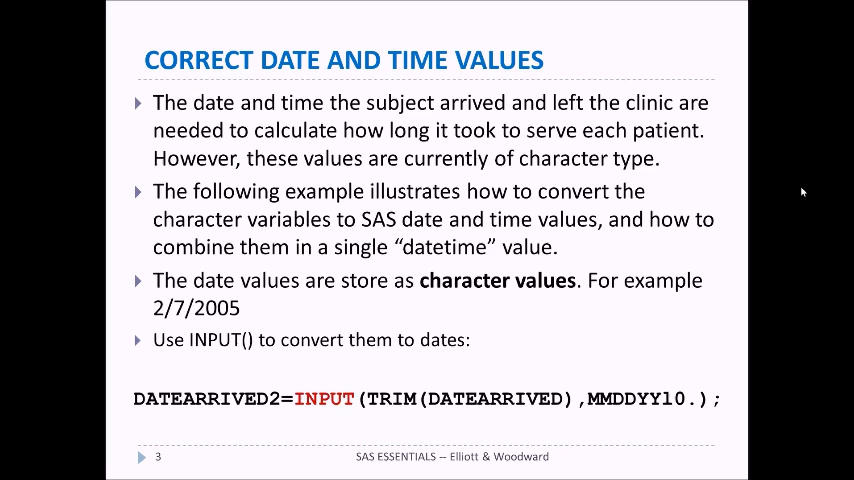 CORRECT DATE AND TIME VALUES
The date and time the subject arrived and left the clinic are
needed to calculate how long it took to serve each patient.
However, these values are currently of character type.
The following example illustrates how to convert the
character variables to SAS date and time values, and how to
combine them in a single “datetime” value.
The date values are store as character values. For example
2/7/2005
Use INPUT() to convert them to dates:
DATEARRIVED2=INPUT(TRIM(DATEARRIVED),MMDDYY10.);
3
SAS ESSENTIALS -- Elliott & Woodward